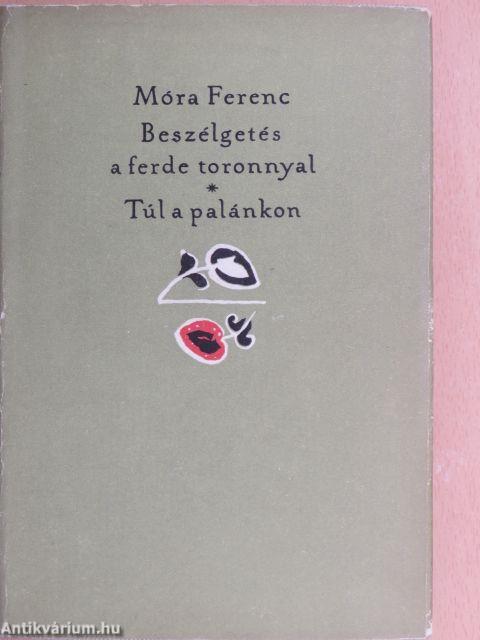 Móra Ferenc
Beszélgetés
a ferde toronnyal
*
Túl a palánkon
Antikvárium.hu